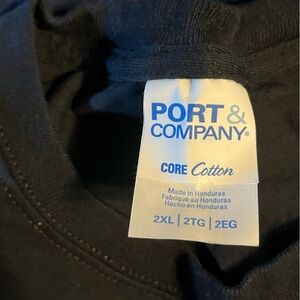 PORT &
COMPANY®
CORE Cotton
Made in Honduras
Fabriqué au Honduras
Hecho en Honduras
2XL | 2TG | 2EG